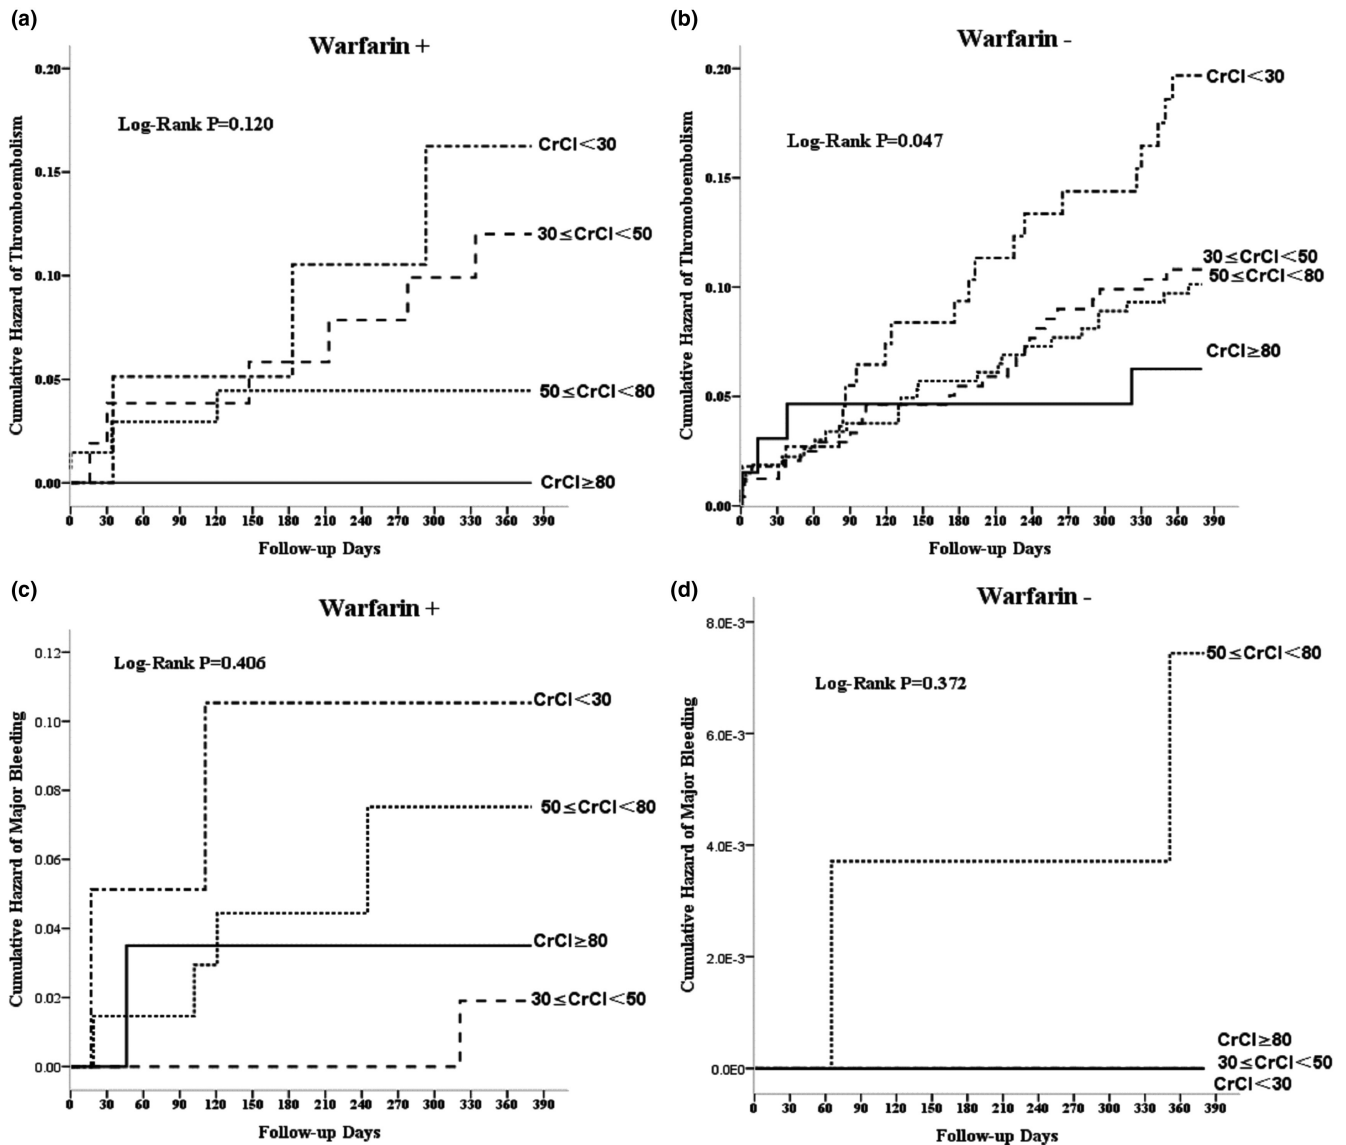 (a)
Warfarin +
0.20
0.15
0.10
0.05
0.00
Cumulative Hazard of Thromboembolism
Log-Rank P=0.120
CrCl<30
30≤CrCl<50
50≤CrCl<80
CrCl≥80
0 30 60 90 120 150 180 210 240 270 300 330 360 390
Follow-up Days
(b)
Warfarin -
0.20
0.15
0.10
0.05
0.00
Cumulative Hazard of Thromoboembolism
Log-Rank P=0.047
CrCl<30
30≤CrCl<50
50≤CrCl<80
CrCl≥80
0 30 60 90 120 150 180 210 240 270 300 330 360 390
Follow-up Days
(c)
Warfarin +
0.12
0.10
0.08
0.06
0.04
0.02
0.00
Cumulative Hazard of Major Bleeding
Log-Rank P=0.406
CrCl<30
50≤CrCl<80
CrCl≥80
30≤CrCl<50
0 30 60 90 120 150 180 210 240 270 300 330 360 390
Follow-up Days
(d)
Warfarin -
8.0E-3
6.0E-3
4.0E-3
2.0E-3
0.0E0
Cumulative Hazard of Major Bleeding
Log-Rank P=0.372
50≤CrCl<80
CrCl≥80
30≤CrCl<50
CrCl<30
0 30 60 90 120 150 180 210 240 270 300 330 360 390
Follow-up Days